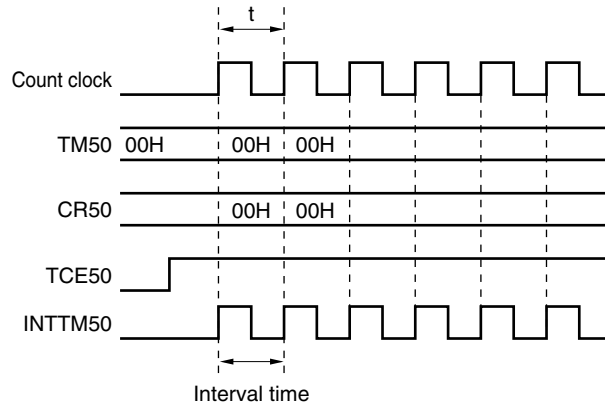 t
Count clock
TM50 00H 00H 00H
CR50 00H 00H
TCE50
INTTM50
Interval time